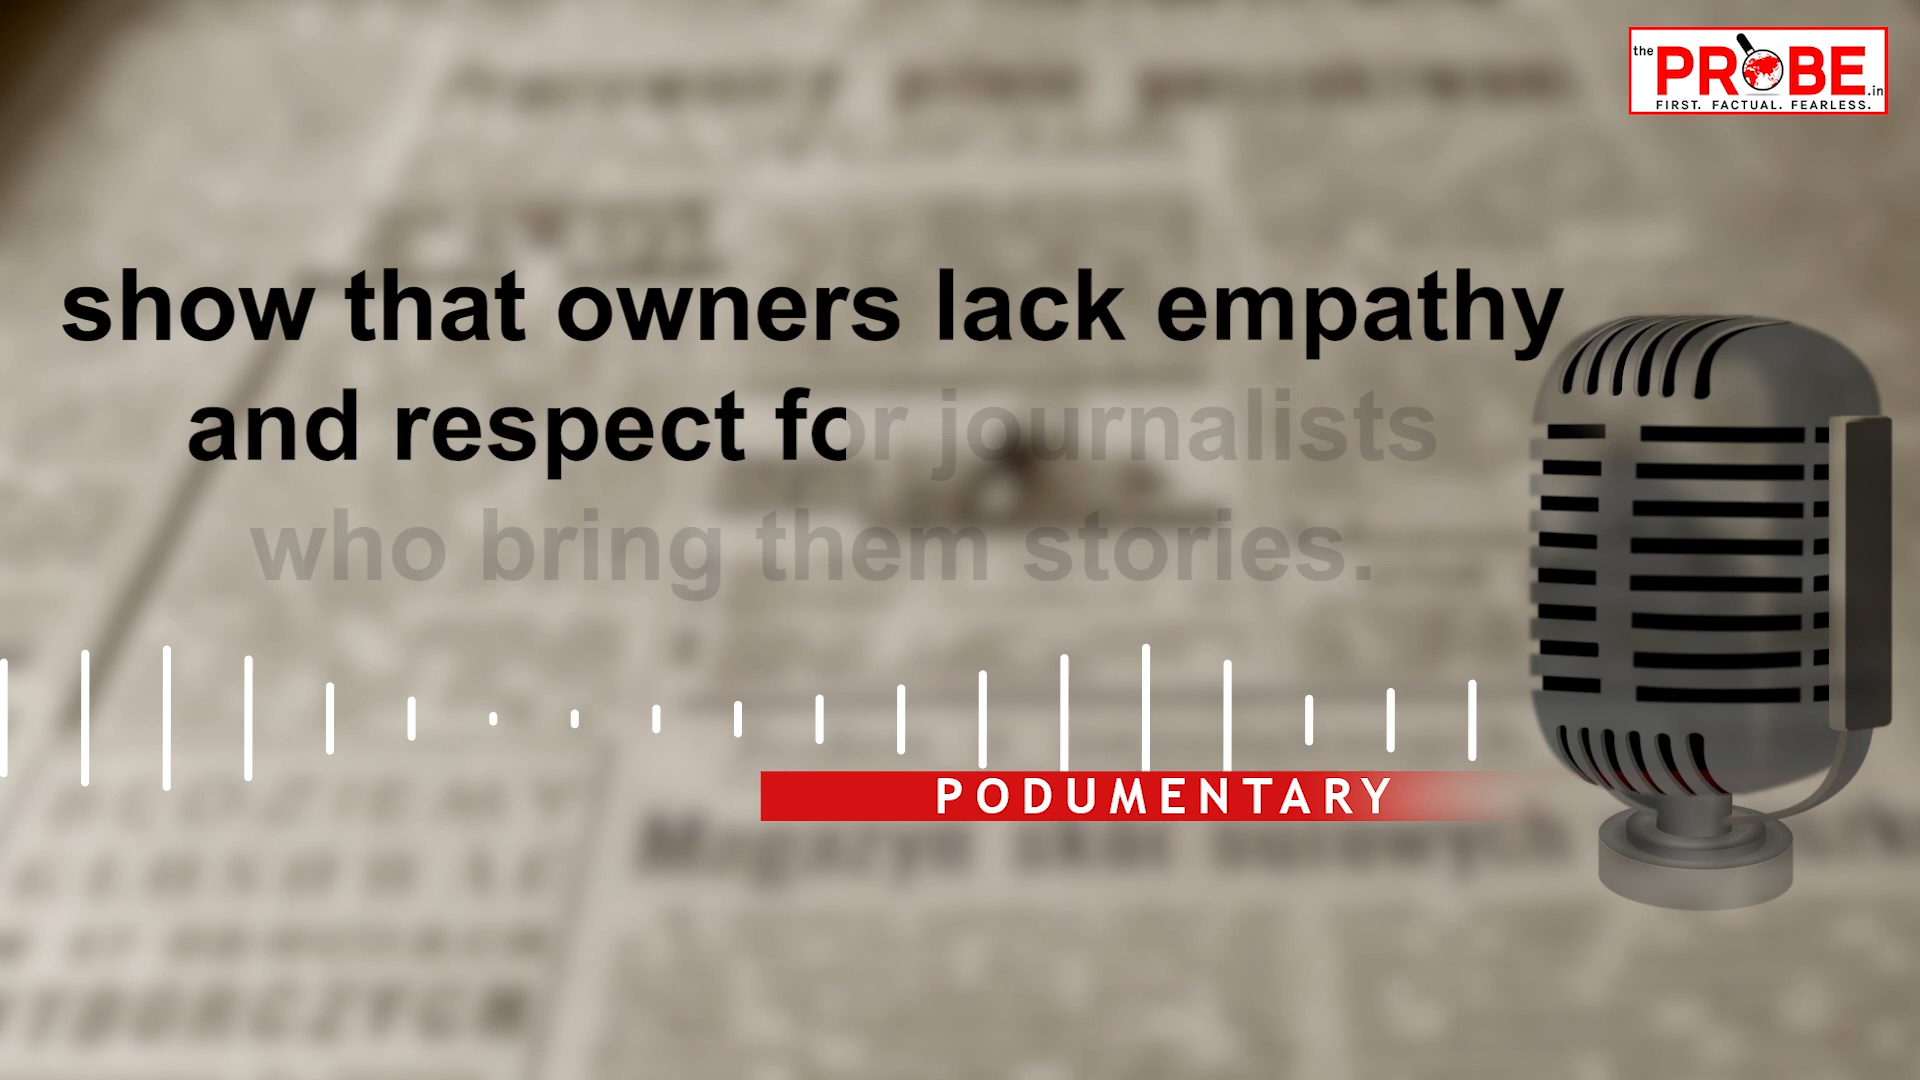 the PROBE.in
FIRST. FACTUAL. FEARLESS.
show that owners lack empathy
and respect for journalists
who bring them stories.
PODUMENTARY